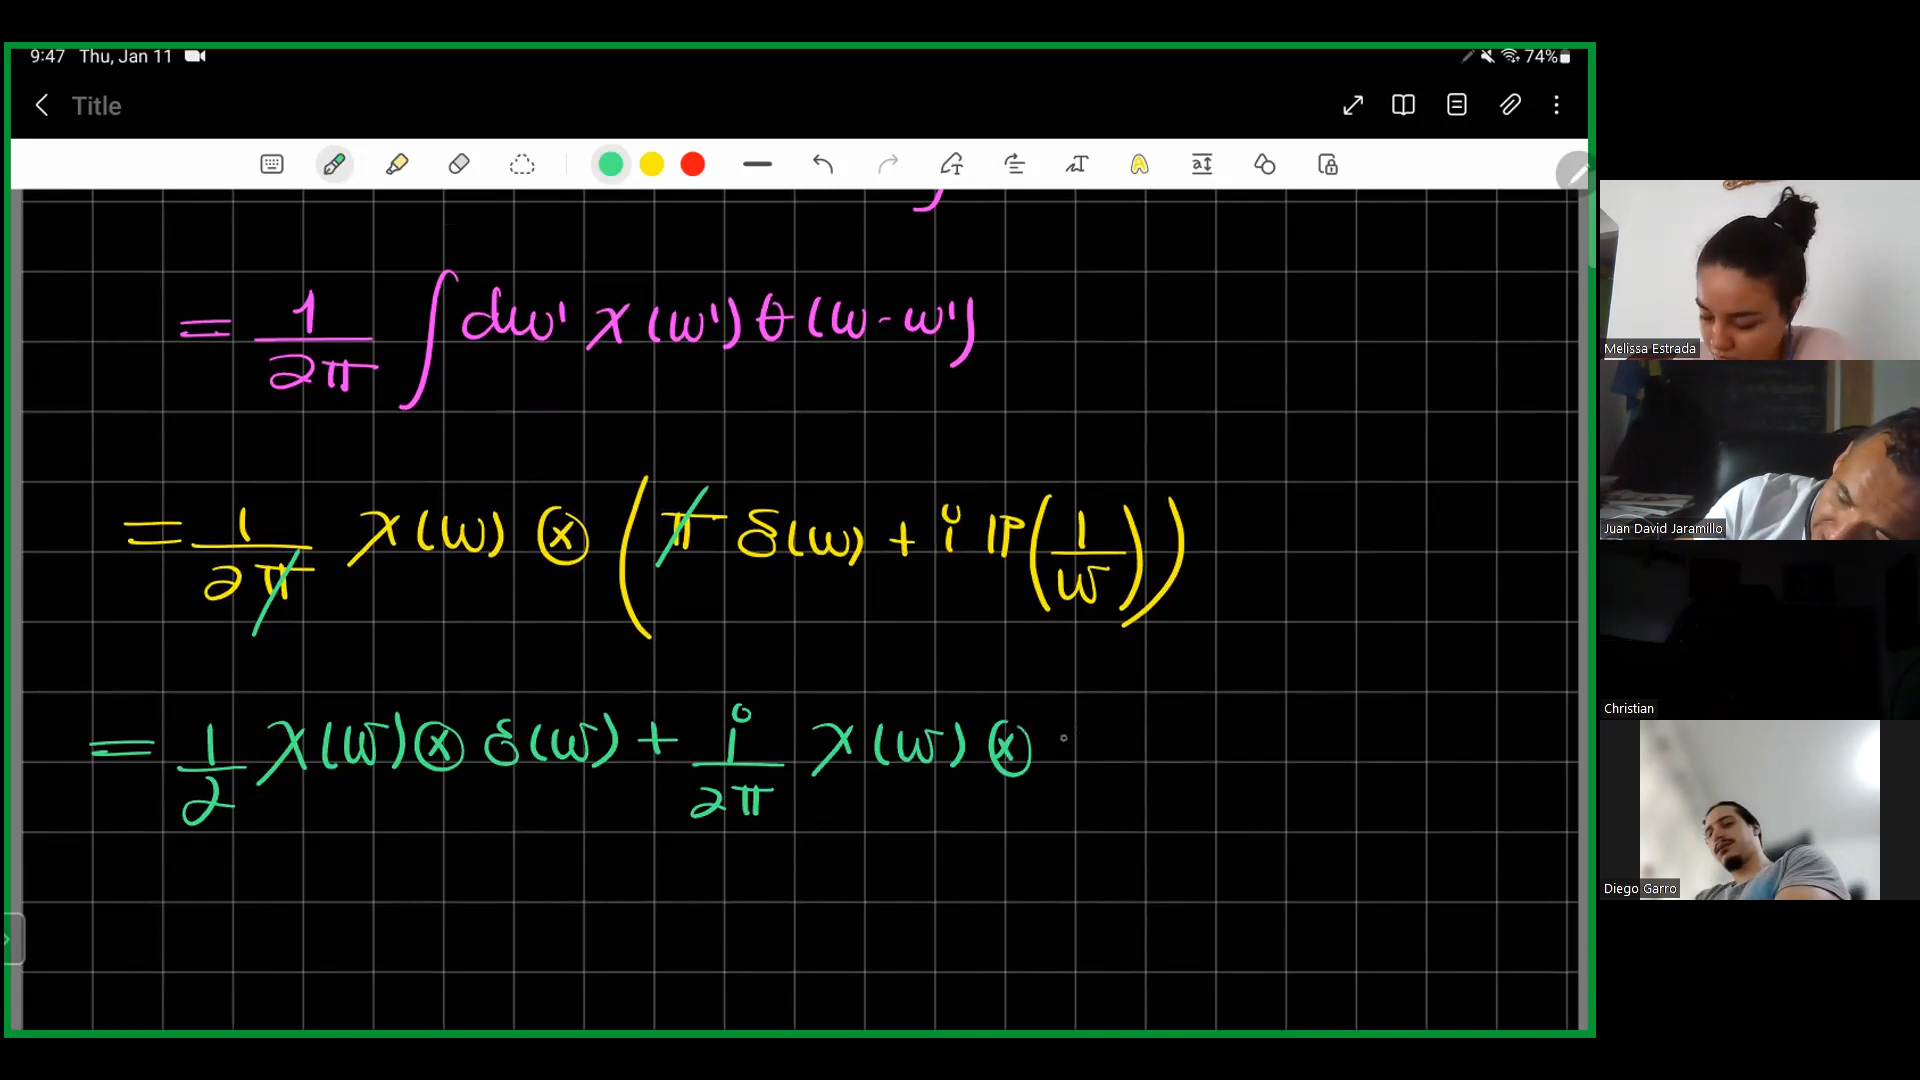 9:47 Thu, Jan 11 74%
Title
= 1/2π ∫ dω' χ(ω') θ(ω - ω')
= 1/2π χ(ω) ⊗ (π δ(ω) + i ℙ(1/ω))
= 1/2 χ(ω) ⊗ δ(ω) + i/2π χ(ω) ⊗
Melissa Estrada
Juan David Jaramillo
Christian
Diego Garro